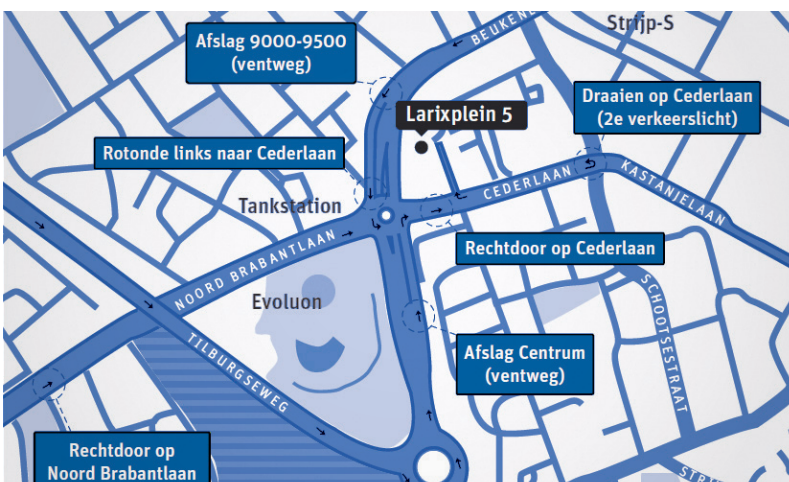 Strijp-S
Afslag 9000-9500
(ventweg)
Larixplein 5
Draaien op Cederlaan
(2e verkeerslicht)
Rotonde links naar Cederlaan
CEDERLAAN
KASTANJELAAN
Tankstation
NOORD BRABANTLAAN
Rechtdoor op Cederlaan
Evoluon
SCHOOTSESTRAAT
TILBURGSEWEG
Afslag Centrum
(ventweg)
Rechtdoor op
Noord Brabantlaan